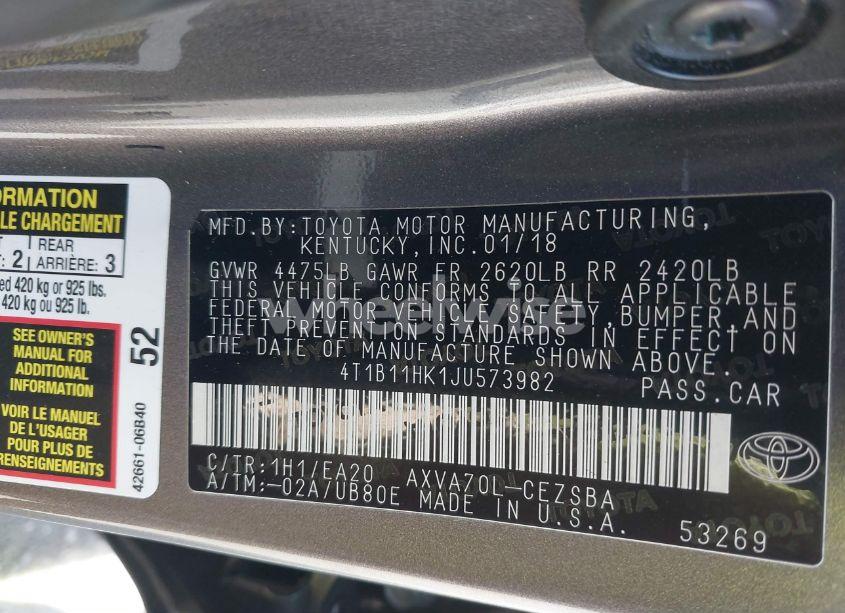 ORMATION
LE CHARGEMENT
2 REAR
ARRIÈRE: 3
ed 420 kg or 925 lbs.
420 kg ou 925 lb.
SEE OWNER'S
MANUAL FOR
ADDITIONAL
INFORMATION
VOIR LE MANUEL
DE L'USAGER
POUR PLUS DE
RENSEIGNEMENTS
52
42661-06B40
MFD.BY:TOYOTA MOTOR MANUFACTURING,
KENTUCKY,INC.01/18
GVWR 4475LB GAWR FR 2620LB RR 2420LB
THIS VEHICLE CONFORMS TO ALL APPLICABLE
FEDERAL MOTOR VEHICLE SAFETY,BUMPER,AND
THEFT PREVENTION STANDARDS IN EFFECT ON
THE DATE OF MANUFACTURE SHOWN ABOVE.
4T1B11HK1JU573982 PASS.CAR
C/TR:1H1/EA20 AXVA70L-CEZSBA
A/TM:-02A/UB80E MADE IN U.S.A.
53269
wheelwise